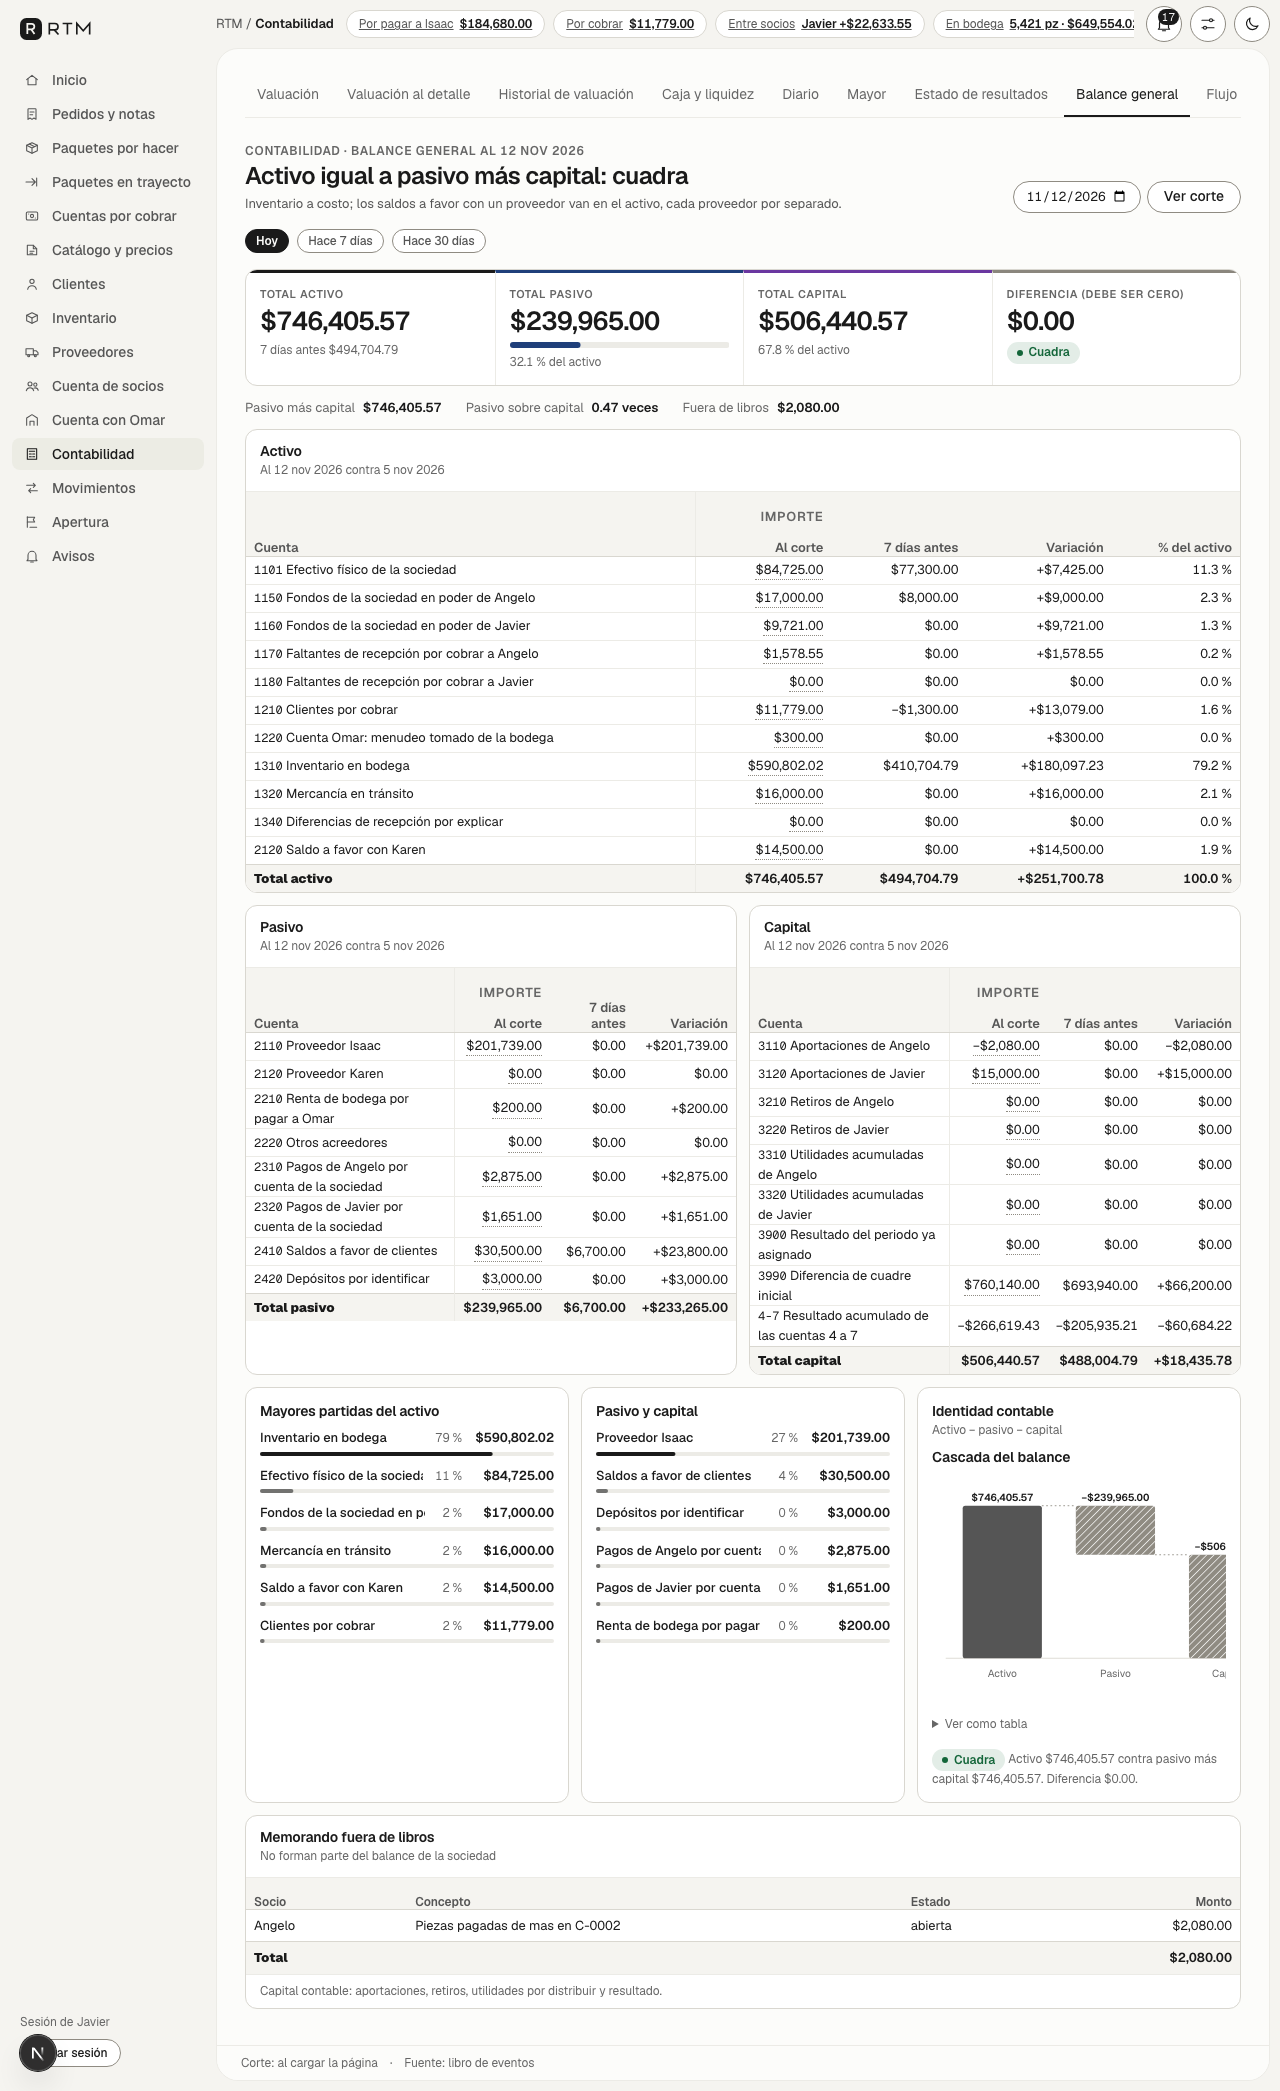 R RTM
RTM / Contabilidad
Por pagar a Isaac $184,680.00
Por cobrar $11,779.00
Entre socios Javier +$22,633.55
En bodega 5,421 pz · $649,554.02
17
Inicio
Pedidos y notas
Paquetes por hacer
Paquetes en trayecto
Cuentas por cobrar
Catálogo y precios
Clientes
Inventario
Proveedores
Cuenta de socios
Cuenta con Omar
Contabilidad
Movimientos
Apertura
Avisos
Valuación Valuación al detalle Historial de valuación Caja y liquidez Diario Mayor Estado de resultados Balance general Flujo
CONTABILIDAD · BALANCE GENERAL AL 12 NOV 2026
Activo igual a pasivo más capital: cuadra
Inventario a costo; los saldos a favor con un proveedor van en el activo, cada proveedor por separado.
11/12/2026 Ver corte
Hoy Hace 7 días Hace 30 días
TOTAL ACTIVO
$746,405.57
7 días antes $494,704.79
TOTAL PASIVO
$239,965.00
32.1 % del activo
TOTAL CAPITAL
$506,440.57
67.8 % del activo
DIFERENCIA (DEBE SER CERO)
$0.00
Cuadra
Pasivo más capital $746,405.57 Pasivo sobre capital 0.47 veces Fuera de libros $2,080.00
Activo
Al 12 nov 2026 contra 5 nov 2026
IMPORTE
Cuenta Al corte 7 días antes Variación % del activo
1101 Efectivo físico de la sociedad $84,725.00 $77,300.00 +$7,425.00 11.3 %
1150 Fondos de la sociedad en poder de Angelo $17,000.00 $8,000.00 +$9,000.00 2.3 %
1160 Fondos de la sociedad en poder de Javier $9,721.00 $0.00 +$9,721.00 1.3 %
1170 Faltantes de recepción por cobrar a Angelo $1,578.55 $0.00 +$1,578.55 0.2 %
1180 Faltantes de recepción por cobrar a Javier $0.00 $0.00 $0.00 0.0 %
1210 Clientes por cobrar $11,779.00 −$1,300.00 +$13,079.00 1.6 %
1220 Cuenta Omar: menudeo tomado de la bodega $300.00 $0.00 +$300.00 0.0 %
1310 Inventario en bodega $590,802.02 $410,704.79 +$180,097.23 79.2 %
1320 Mercancía en tránsito $16,000.00 $0.00 +$16,000.00 2.1 %
1340 Diferencias de recepción por explicar $0.00 $0.00 $0.00 0.0 %
2120 Saldo a favor con Karen $14,500.00 $0.00 +$14,500.00 1.9 %
Total activo $746,405.57 $494,704.79 +$251,700.78 100.0 %
Pasivo
Al 12 nov 2026 contra 5 nov 2026
IMPORTE
Cuenta Al corte 7 días antes Variación
2110 Proveedor Isaac $201,739.00 $0.00 +$201,739.00
2120 Proveedor Karen $0.00 $0.00 $0.00
2210 Renta de bodega por pagar a Omar $200.00 $0.00 +$200.00
2220 Otros acreedores $0.00 $0.00 $0.00
2310 Pagos de Angelo por cuenta de la sociedad $2,875.00 $0.00 +$2,875.00
2320 Pagos de Javier por cuenta de la sociedad $1,651.00 $0.00 +$1,651.00
2410 Saldos a favor de clientes $30,500.00 $6,700.00 +$23,800.00
2420 Depósitos por identificar $3,000.00 $0.00 +$3,000.00
Total pasivo $239,965.00 $6,700.00 +$233,265.00
Capital
Al 12 nov 2026 contra 5 nov 2026
IMPORTE
Cuenta Al corte 7 días antes Variación
3110 Aportaciones de Angelo −$2,080.00 $0.00 −$2,080.00
3120 Aportaciones de Javier $15,000.00 $0.00 +$15,000.00
3210 Retiros de Angelo $0.00 $0.00 $0.00
3220 Retiros de Javier $0.00 $0.00 $0.00
3310 Utilidades acumuladas de Angelo $0.00 $0.00 $0.00
3320 Utilidades acumuladas de Javier $0.00 $0.00 $0.00
3900 Resultado del periodo ya asignado $0.00 $0.00 $0.00
3990 Diferencia de cuadre inicial $760,140.00 $693,940.00 +$66,200.00
4-7 Resultado acumulado de las cuentas 4 a 7 −$266,619.43 −$205,935.21 −$60,684.22
Total capital $506,440.57 $488,004.79 +$18,435.78
Mayores partidas del activo
Inventario en bodega 79 % $590,802.02
Efectivo físico de la socieda 11 % $84,725.00
Fondos de la sociedad en po 2 % $17,000.00
Mercancía en tránsito 2 % $16,000.00
Saldo a favor con Karen 2 % $14,500.00
Clientes por cobrar 2 % $11,779.00
Pasivo y capital
Proveedor Isaac 27 % $201,739.00
Saldos a favor de clientes 4 % $30,500.00
Depósitos por identificar 0 % $3,000.00
Pagos de Angelo por cuenta 0 % $2,875.00
Pagos de Javier por cuenta 0 % $1,651.00
Renta de bodega por pagar 0 % $200.00
Identidad contable
Activo − pasivo − capital
Cascada del balance
$746,405.57 −$239,965.00
−$506
Activo Pasivo Cap
Ver como tabla
Cuadra Activo $746,405.57 contra pasivo más
capital $746,405.57. Diferencia $0.00.
Memorando fuera de libros
No forman parte del balance de la sociedad
Socio Concepto Estado Monto
Angelo Piezas pagadas de mas en C-0002 abierta $2,080.00
Total $2,080.00
Capital contable: aportaciones, retiros, utilidades por distribuir y resultado.
Sesión de Javier
N ar sesión
Corte: al cargar la página · Fuente: libro de eventos